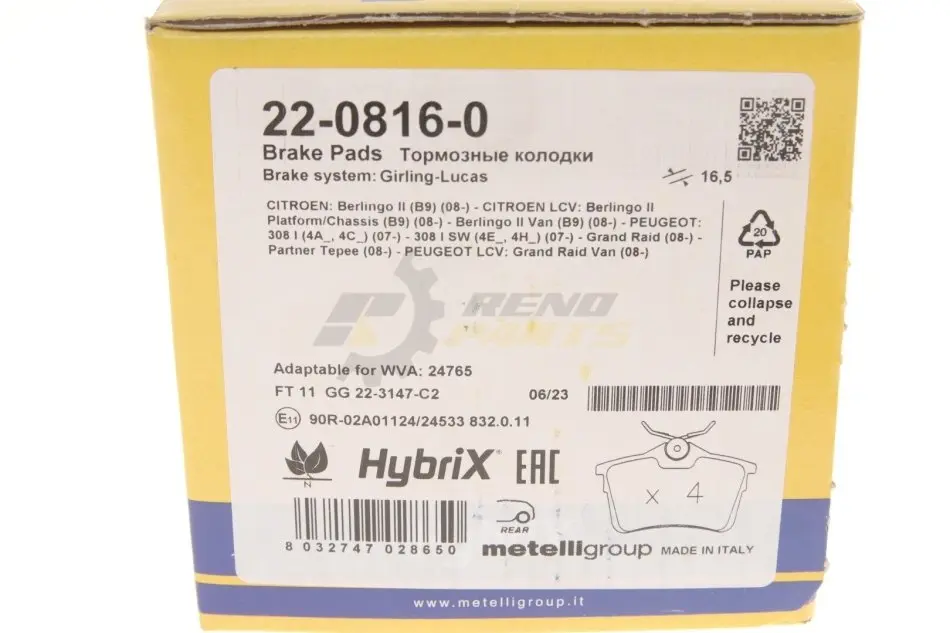 22-0816-0
Brake Pads Тормозные колодки
Brake system: Girling-Lucas
16,5
CITROEN: Berlingo II (B9) (08-) - CITROEN LCV: Berlingo II
Platform/Chassis (B9) (08-) - Berlingo II Van (B9) (08-) - PEUGEOT:
308 I (4A_, 4C_) (07-) - 308 I SW (4E_, 4H_) (07-) - Grand Raid (08-) -
Partner Tepee (08-) - PEUGEOT LCV: Grand Raid Van (08-)
20
PAP
Please
collapse
and
recycle
RENO
PARTS
Adaptable for WVA: 24765
FT 11 GG 22-3147-C2
06/23
E11 90R-02A01124/24533 832.0.11
N
HybriX® EAC
x 4
REAR
8 032747 028650
metelligroup MADE IN ITALY
www.metelligroup.it